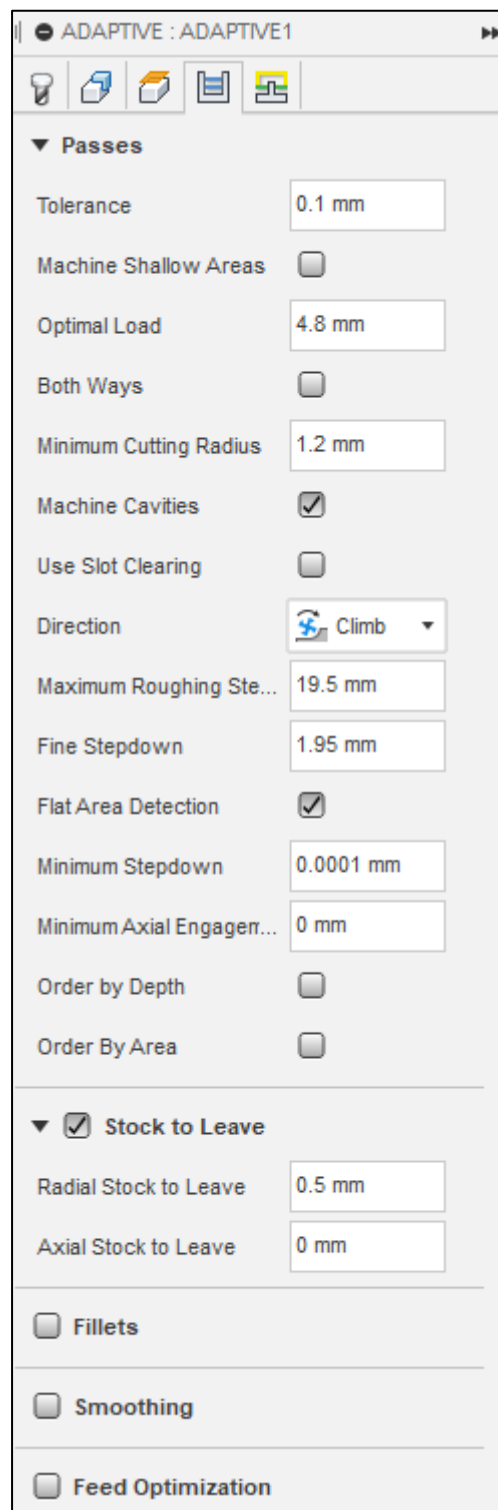 ADAPTIVE : ADAPTIVE1
Passes
Tolerance 0.1 mm
Machine Shallow Areas
Optimal Load 4.8 mm
Both Ways
Minimum Cutting Radius 1.2 mm
Machine Cavities
Use Slot Clearing
Direction Climb
Maximum Roughing Ste... 19.5 mm
Fine Stepdown 1.95 mm
Flat Area Detection
Minimum Stepdown 0.0001 mm
Minimum Axial Engagem... 0 mm
Order by Depth
Order By Area
Stock to Leave
Radial Stock to Leave 0.5 mm
Axial Stock to Leave 0 mm
Fillets
Smoothing
Feed Optimization